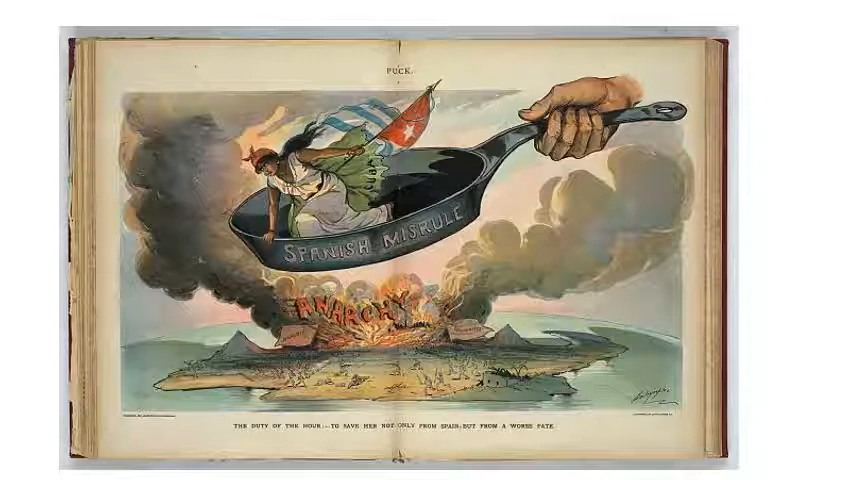 PUCK.
CUBA
SPANISH MISRULE
ANARCHY
THE DUTY OF THE HOUR;—TO SAVE HER NOT ONLY FROM SPAIN, BUT FROM A WORSE FATE.